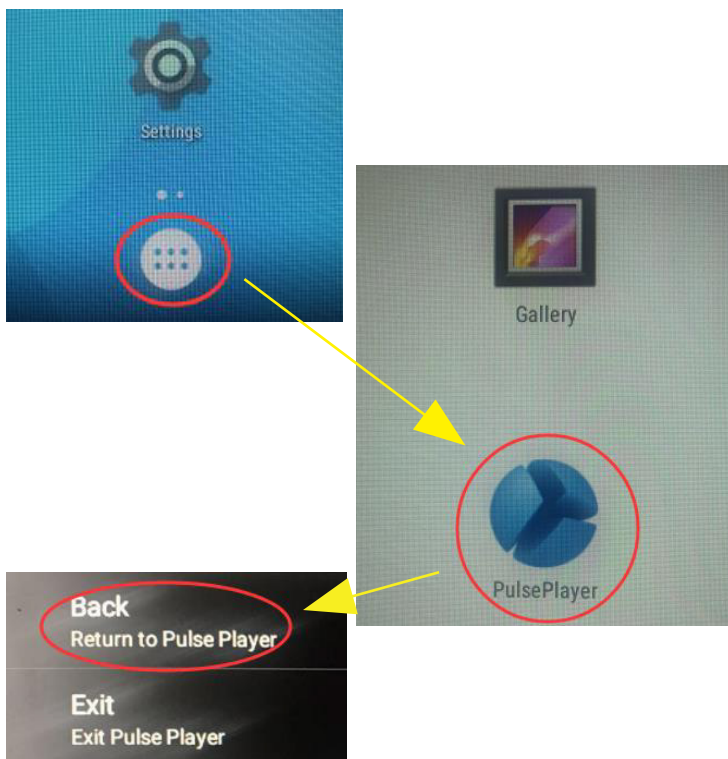 Settings
Gallery
PulsePlayer
Back
Return to Pulse Player
Exit
Exit Pulse Player